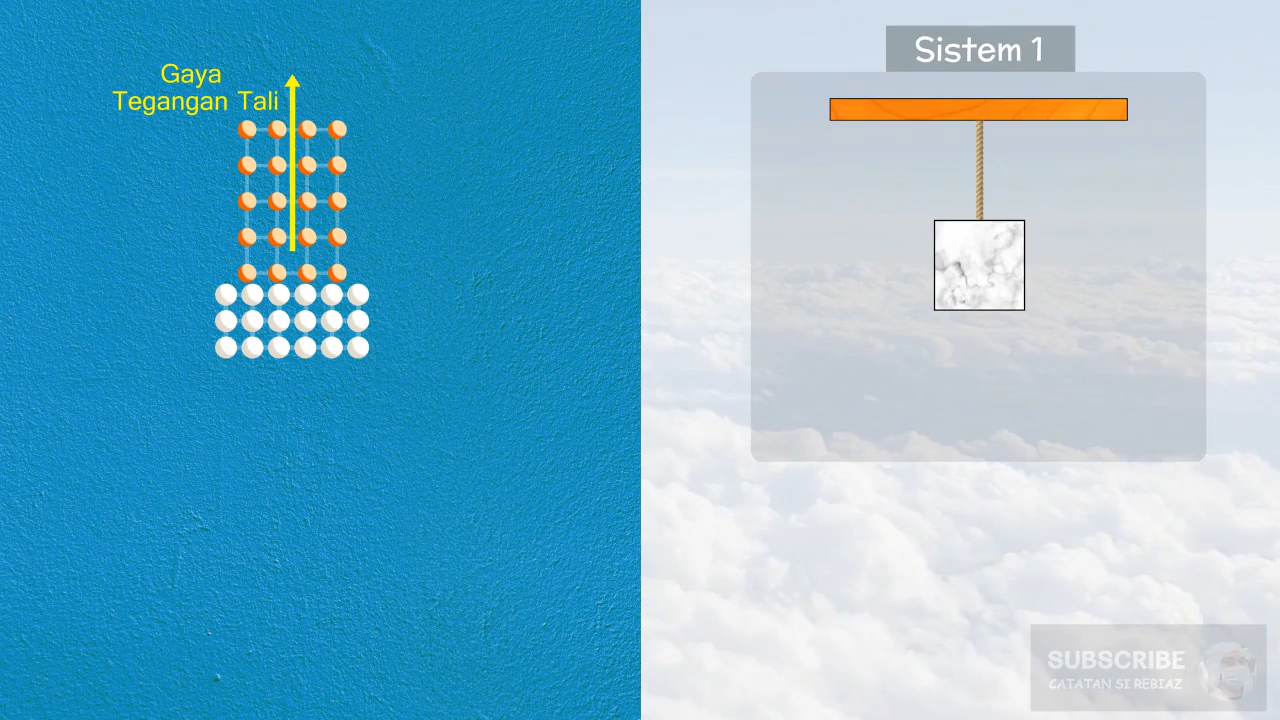 Gaya
Tegangan Tali
Sistem 1
SUBSCRIBE
CATATAN SI REBIAZ